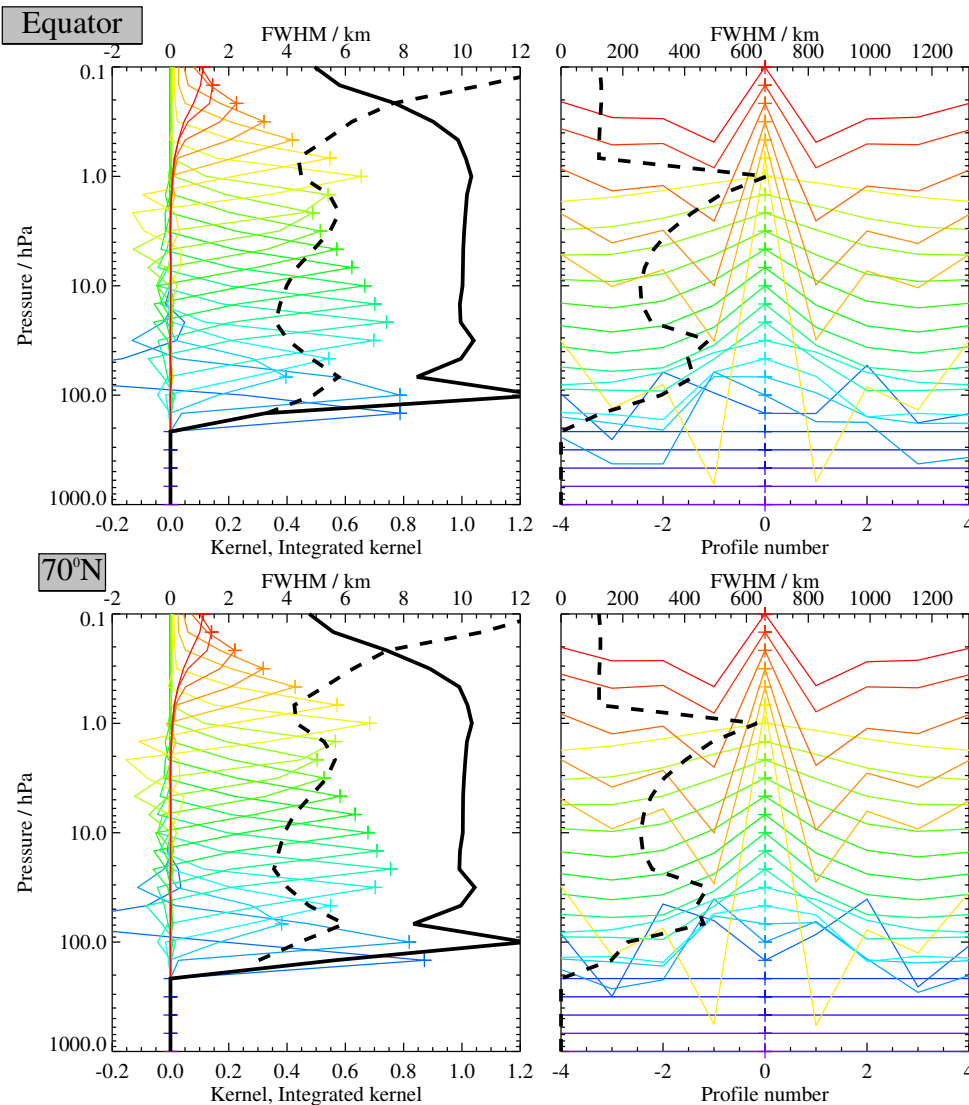 Equator
FWHM / km
FWHM / km
-2 0 2 4 6 8 10 12
0 200 400 600 800 1000 1200
0.1
1.0
10.0
100.0
1000.0
Pressure / hPa
-0.2 0.0 0.2 0.4 0.6 0.8 1.0 1.2
-4 -2 0 2 4
Kernel, Integrated kernel
Profile number
70⁰N
FWHM / km
FWHM / km
-2 0 2 4 6 8 10 12
0 200 400 600 800 1000 1200
0.1
1.0
10.0
100.0
1000.0
Pressure / hPa
-0.2 0.0 0.2 0.4 0.6 0.8 1.0 1.2
-4 -2 0 2 4
Kernel, Integrated kernel
Profile number